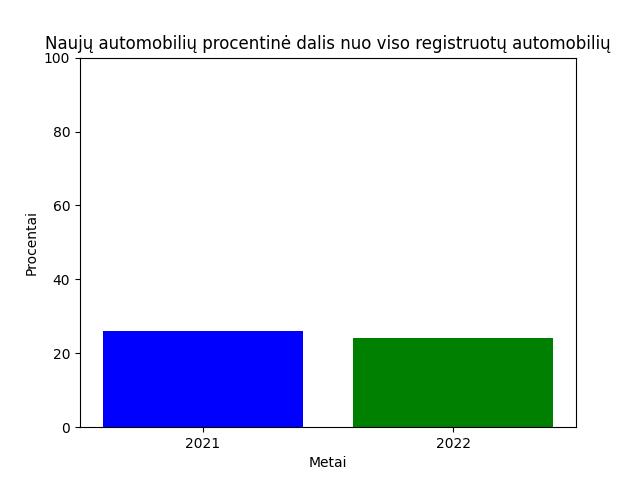 Naujų automobilių procentinė dalis nuo viso registruotų automobilių
100
80
60
40
20
0
Procentai
2021 2022
Metai